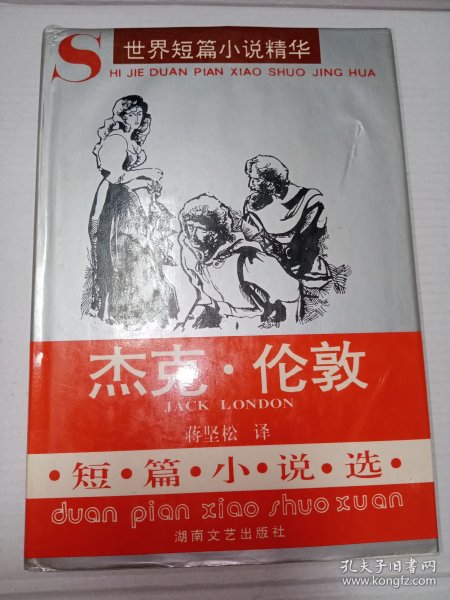 世界短篇小说精华
SHI JIE DUAN PIAN XIAO SHUO JING HUA
杰克·伦敦
JACK LONDON
蒋坚松 译
·短·篇·小·说·选·
duan pian xiao shuo xuan
湖南文艺出版社
孔夫子旧书网
www.kongfz.com